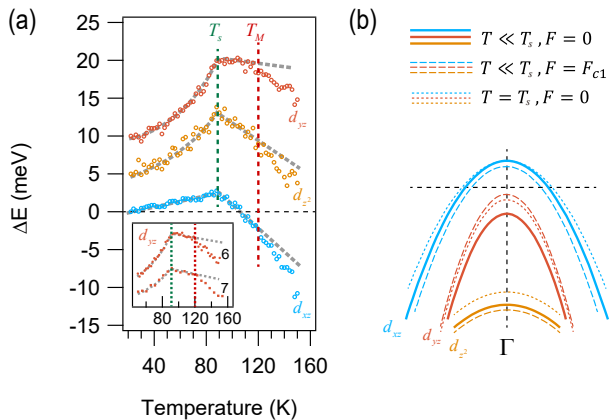 (a)
T_s
T_M
25
20
15
10
5
0
-5
-10
-15
ΔE (meV)
d_yz
d_z²
d_xz
d_yz
6
7
80
120
160
40
80
120
160
Temperature (K)
(b)
T ≪ T_s , F = 0
T ≪ T_s , F = F_c1
T = T_s , F = 0
d_xz
d_yz
d_z²
Γ